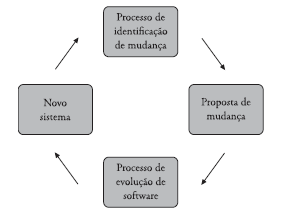 Processo de
identificação
de mudança
Novo
sistema
Proposta de
mudança
Processo de
evolução de
software